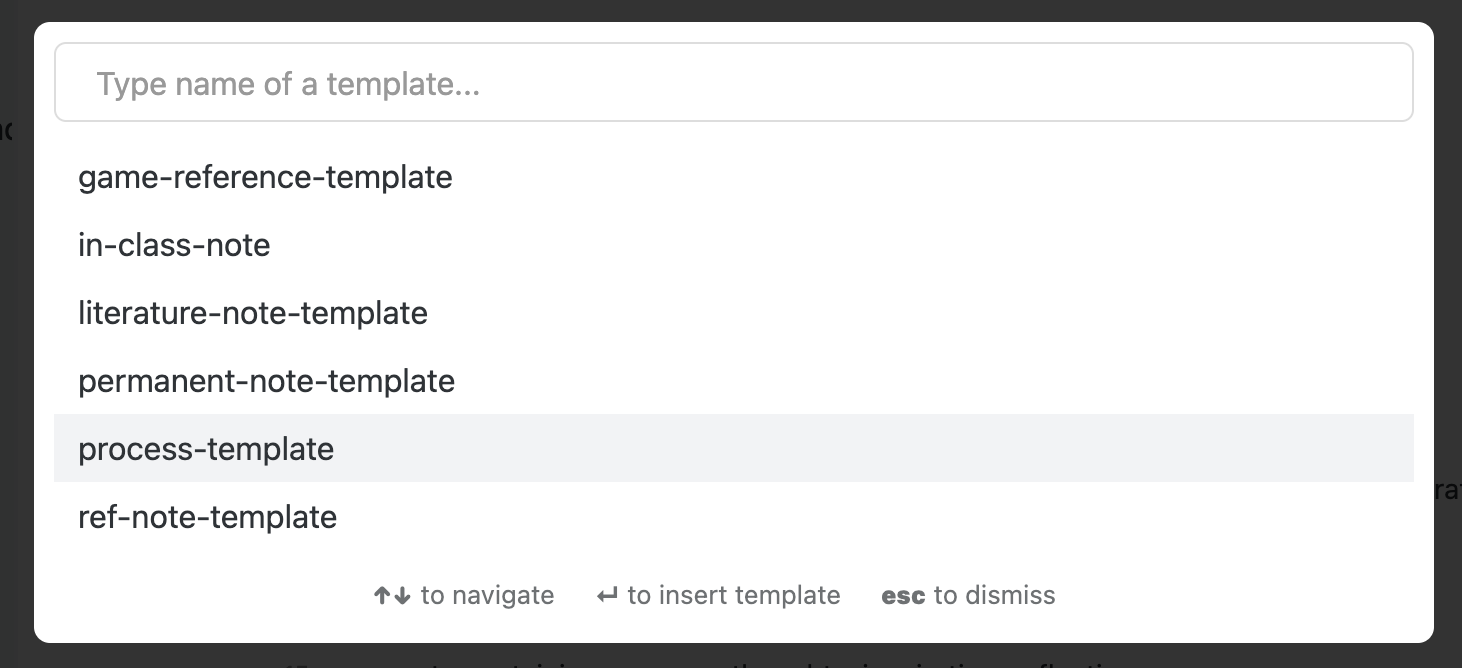 Type name of a template...
game-reference-template
in-class-note
literature-note-template
permanent-note-template
process-template
ref-note-template
↑↓ to navigate ↵ to insert template esc to dismiss